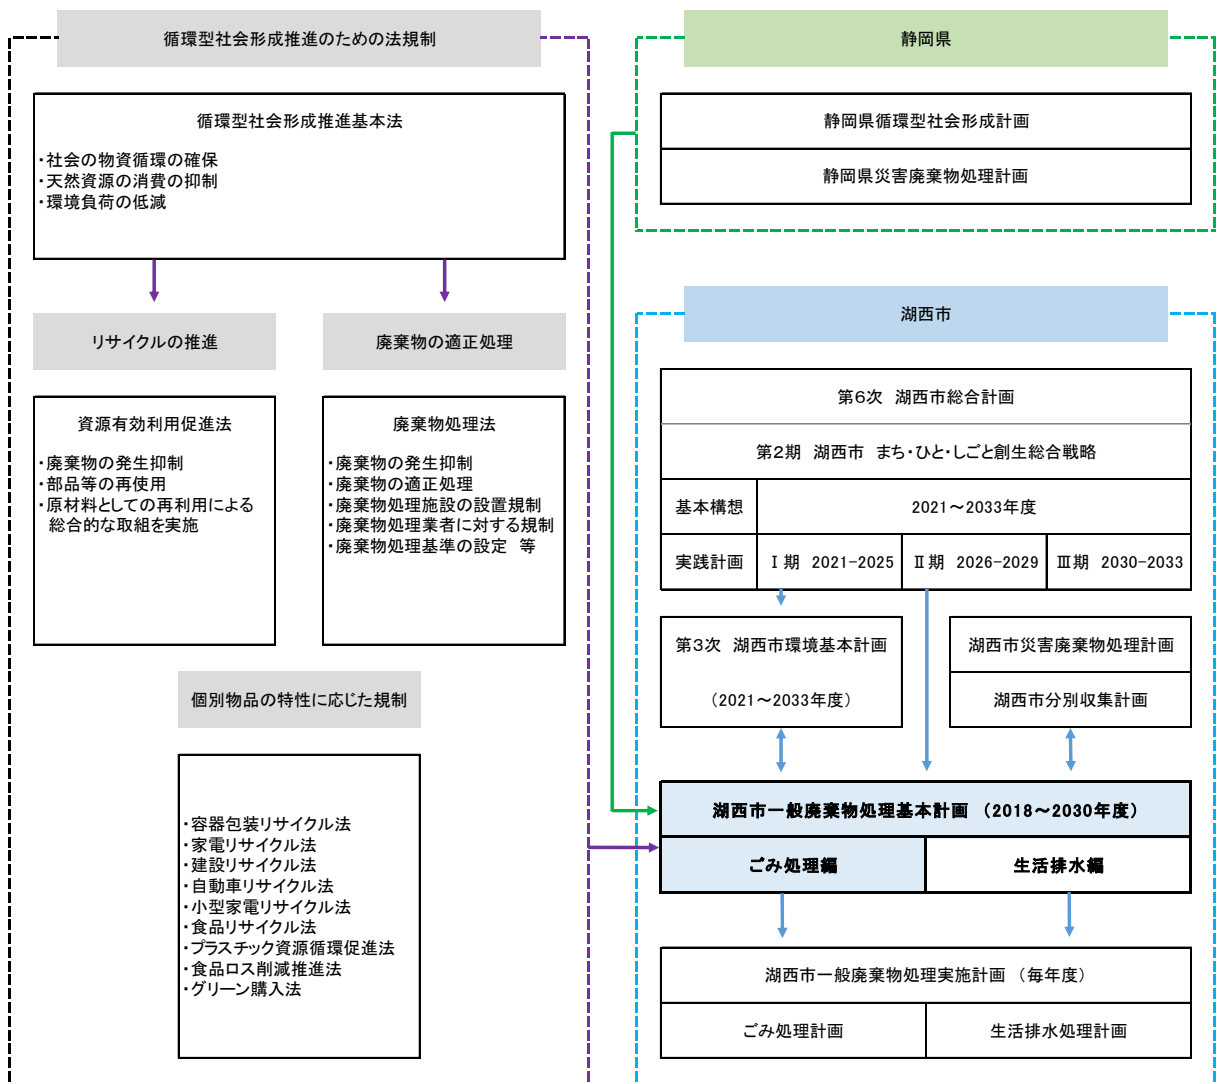 循環型社会形成推進のための法規制
循環型社会形成推進基本法
・社会の物資循環の確保
・天然資源の消費の抑制
・環境負荷の低減
リサイクルの推進
廃棄物の適正処理
資源有効利用促進法
・廃棄物の発生抑制
・部品等の再使用
・原材料としての再利用による
総合的な取組を実施
廃棄物処理法
・廃棄物の発生抑制
・廃棄物の適正処理
・廃棄物処理施設の設置規制
・廃棄物処理業者に対する規制
・廃棄物処理基準の設定 等
個別物品の特性に応じた規制
・容器包装リサイクル法
・家電リサイクル法
・建設リサイクル法
・自動車リサイクル法
・小型家電リサイクル法
・食品リサイクル法
・プラスチック資源循環促進法
・食品ロス削減推進法
・グリーン購入法
静岡県
静岡県循環型社会形成計画
静岡県災害廃棄物処理計画
湖西市
第6次 湖西市総合計画
第2期 湖西市 まち・ひと・しごと創生総合戦略
基本構想 2021～2033年度
実践計画 Ⅰ期 2021-2025 Ⅱ期 2026-2029 Ⅲ期 2030-2033
第3次 湖西市環境基本計画
（2021～2033年度）
湖西市災害廃棄物処理計画
湖西市分別収集計画
湖西市一般廃棄物処理基本計画 （2018～2030年度）
ごみ処理編 生活排水編
湖西市一般廃棄物処理実施計画 （毎年度）
ごみ処理計画 生活排水処理計画